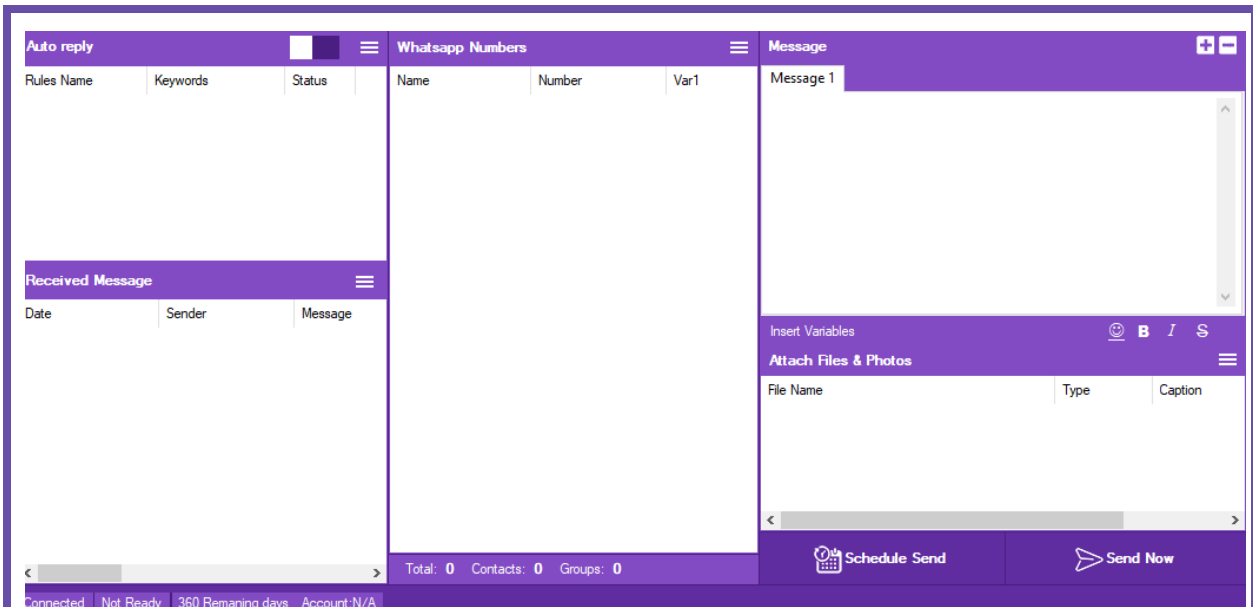 Auto reply
Rules Name Keywords Status
Received Message
Date Sender Message
Whatsapp Numbers
Name Number Var1
Total: 0 Contacts: 0 Groups: 0
Message
Message 1
Insert Variables B I S
Attach Files & Photos
File Name Type Caption
Schedule Send Send Now
Connected Not Ready 360 Remaning days Account:N/A